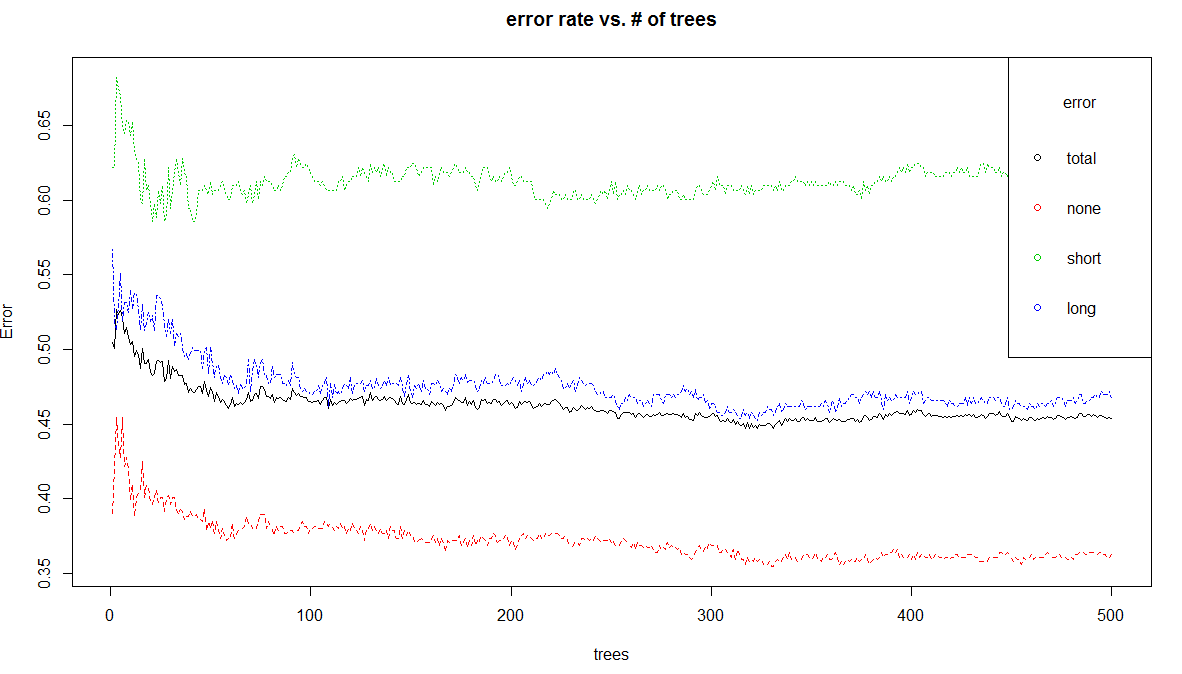 error rate vs. # of trees
Error
0.65
0.60
0.55
0.50
0.45
0.40
0.35
error
total
none
short
long
0 100 200 300 400 500
trees